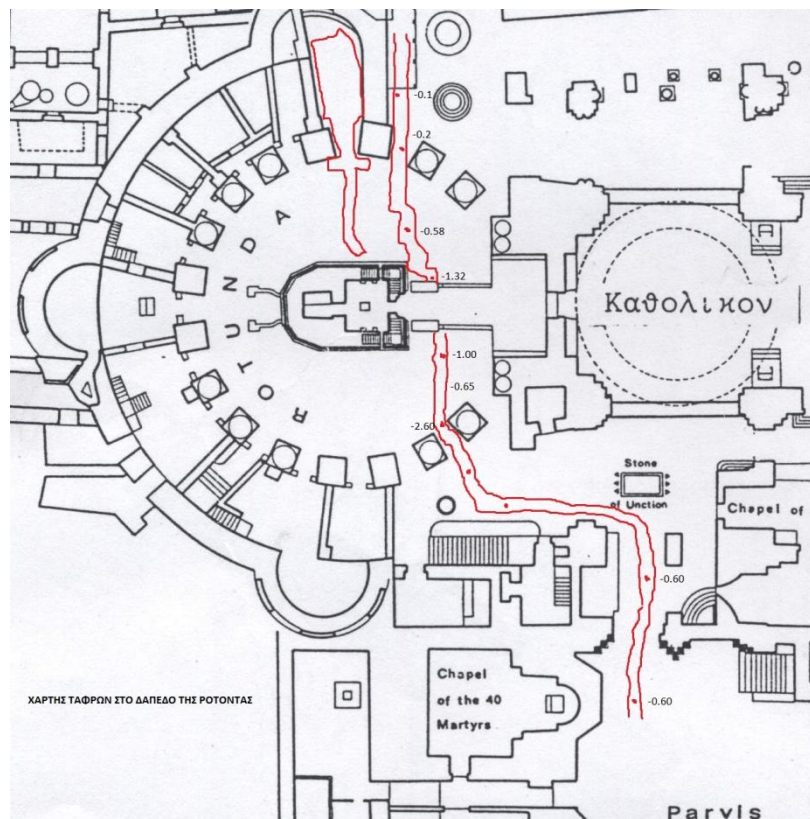 -0.1
-0.2
-0.58
-1.32
ROTUNDA
Καθολικον
-1.00
-0.65
-2.60
Stone
of Unction
Chapel of
-0.60
ΧΑΡΤΗΣ ΤΑΦΡΩΝ ΣΤΟ ΔΑΠΕΔΟ ΤΗΣ ΡΟΤΟΝΤΑΣ
Chapel
of the 40
Martyrs
-0.60
Parvis